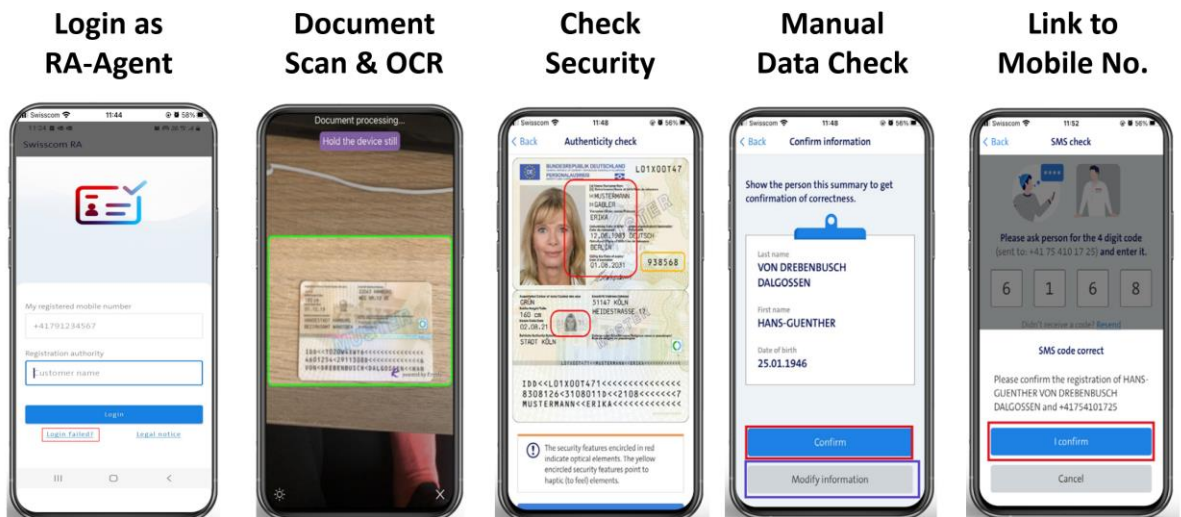 Login as
RA-Agent
Document
Scan & OCR
Check
Security
Manual
Data Check
Link to
Mobile No.
Swisscom 11:44 58%
11:24
Swisscom RA
My registered mobile number
+41791234567
Registration authority
Customer name
Login
Login failed? Legal notice
Document processing...
Hold the device still
VON<DREBENBUSCH<DALGOSSEN<<HAN
Swisscom 11:48 56%
Back Authenticity check
BUNDESREPUBLIK DEUTSCHLAND
PERSONALAUSWEIS
L01X00T47
MUSTERMANN
GABLER
ERIKA
12.08.1983 DEUTSCH
BERLIN
01.08.2031 938568
GRÜN 51147 KÖLN
160 cm HEIDESTRASSE 17
02.08.21
STADT KÖLN
IDD<<L01X00T471<<<<<<<<<<<<<<<
8308126<3108011D<<2108<<<<<<<7
MUSTERMANN<<ERIKA<<<<<<<<<<<<<
The security features encircled in red
indicate optical elements. The yellow
encircled security features point to
haptic (to feel) elements.
Swisscom 11:48 56%
Back Confirm information
Show the person this summary to get
confirmation of correctness.
Last name
VON DREBENBUSCH
DALGOSSEN
First name
HANS-GUENTHER
Date of birth
25.01.1946
Confirm
Modify information
Swisscom 11:52 54%
Back SMS check
Please ask person for the 4 digit code
(sent to: +41 75 410 17 25) and enter it.
6 1 6 8
Didn't receive a code? Resend
SMS code correct
Please confirm the registration of HANS-
GUENTHER VON DREBENBUSCH
DALGOSSEN and +41754101725
I confirm
Cancel